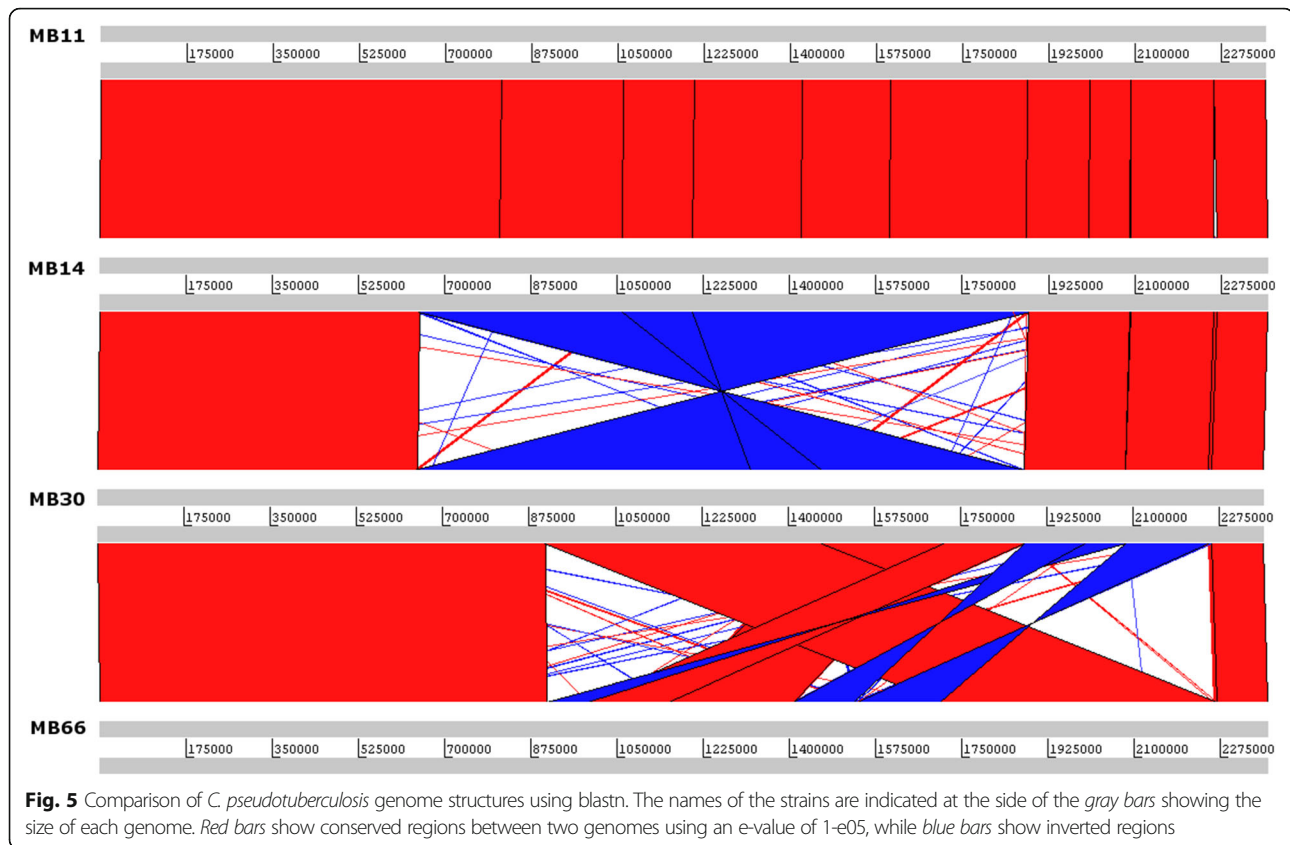 MB11
175000 350000 525000 700000 875000 1050000 1225000 1400000 1575000 1750000 1925000 2100000 2275000
MB14
175000 350000 525000 700000 875000 1050000 1225000 1400000 1575000 1750000 1925000 2100000 2275000
MB30
175000 350000 525000 700000 875000 1050000 1225000 1400000 1575000 1750000 1925000 2100000 2275000
MB66
175000 350000 525000 700000 875000 1050000 1225000 1400000 1575000 1750000 1925000 2100000 2275000
Fig. 5 Comparison of C. pseudotuberculosis genome structures using blastn. The names of the strains are indicated at the side of the gray bars showing the
size of each genome. Red bars show conserved regions between two genomes using an e-value of 1-e05, while blue bars show inverted regions